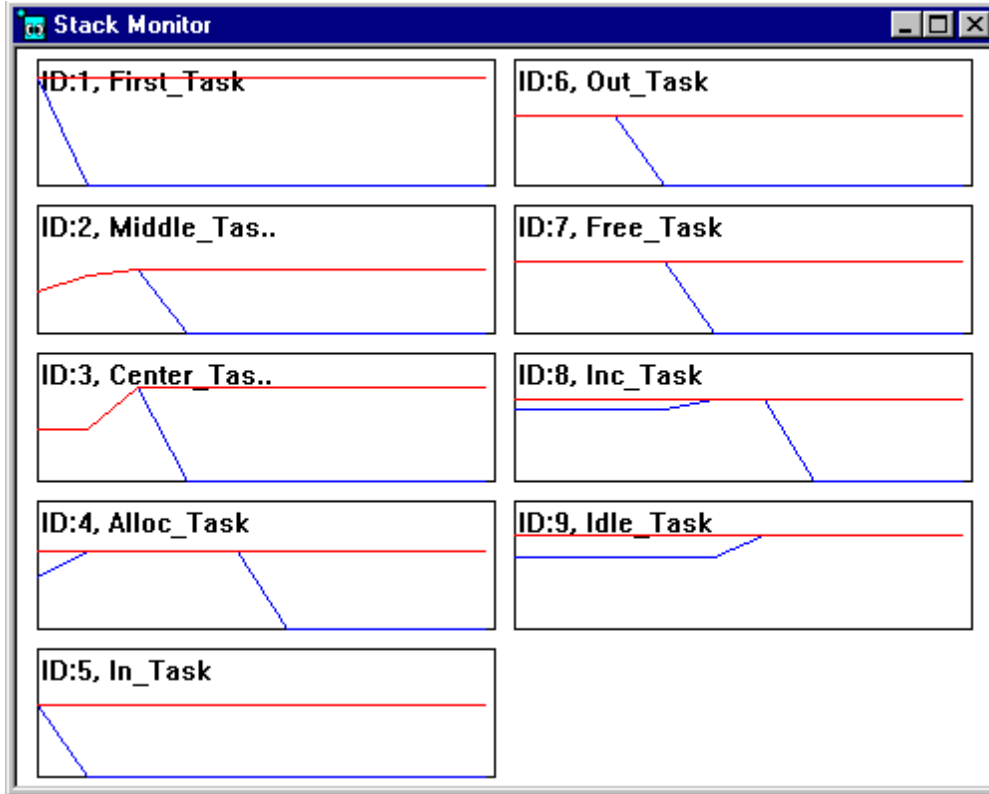 Stack Monitor
ID:1, First_Task
ID:2, Middle_Tas..
ID:3, Center_Tas..
ID:4, Alloc_Task
ID:5, In_Task
ID:6, Out_Task
ID:7, Free_Task
ID:8, Inc_Task
ID:9, Idle_Task